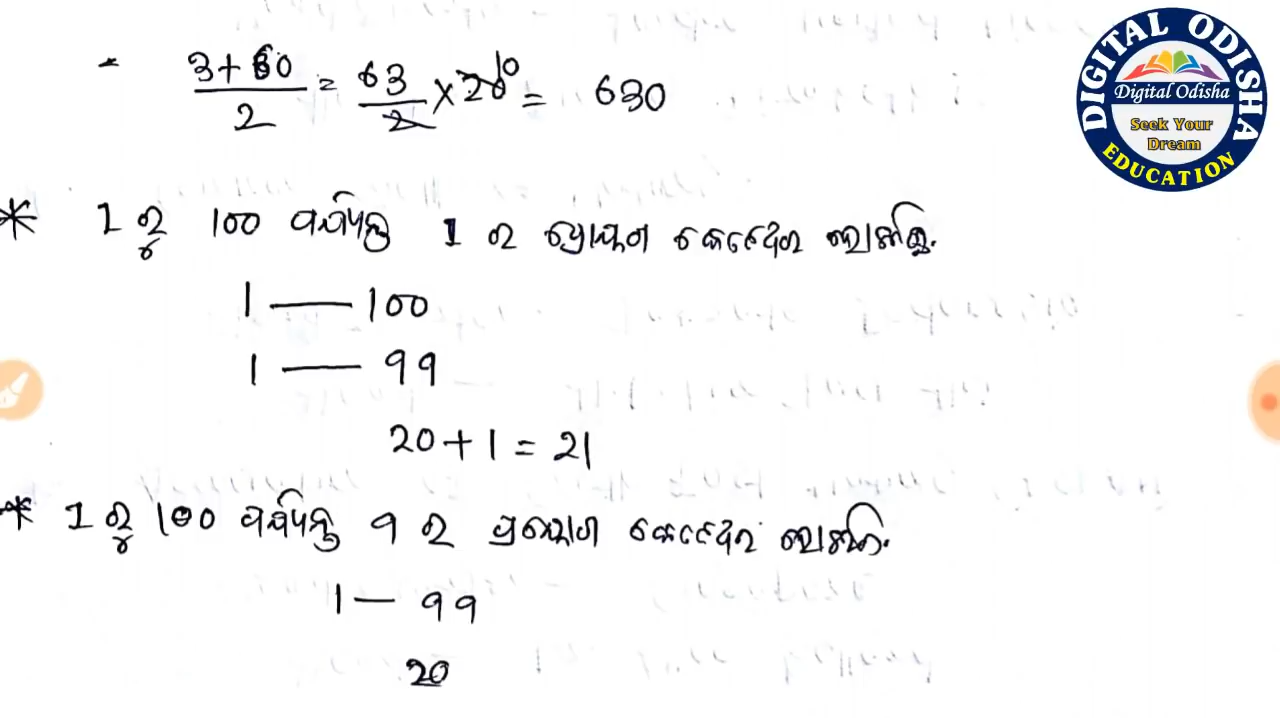 - 3+60/2 = 63/2 × 20 10 = 630
DIGITAL ODISHA
Digital Odisha
Seek Your
Dream
EDUCATION
* 1 ରୁ 100 ପର୍ଯ୍ୟନ୍ତ 1 ର ପ୍ରୟୋଗ କେତେଥର ହୋଇଛି.
1 — 100
1 — 99
20 + 1 = 21
* 1 ରୁ 100 ପର୍ଯ୍ୟନ୍ତ 9 ର ପ୍ରୟୋଗ କେତେଥର ହୋଇଛି.
1 — 99
20